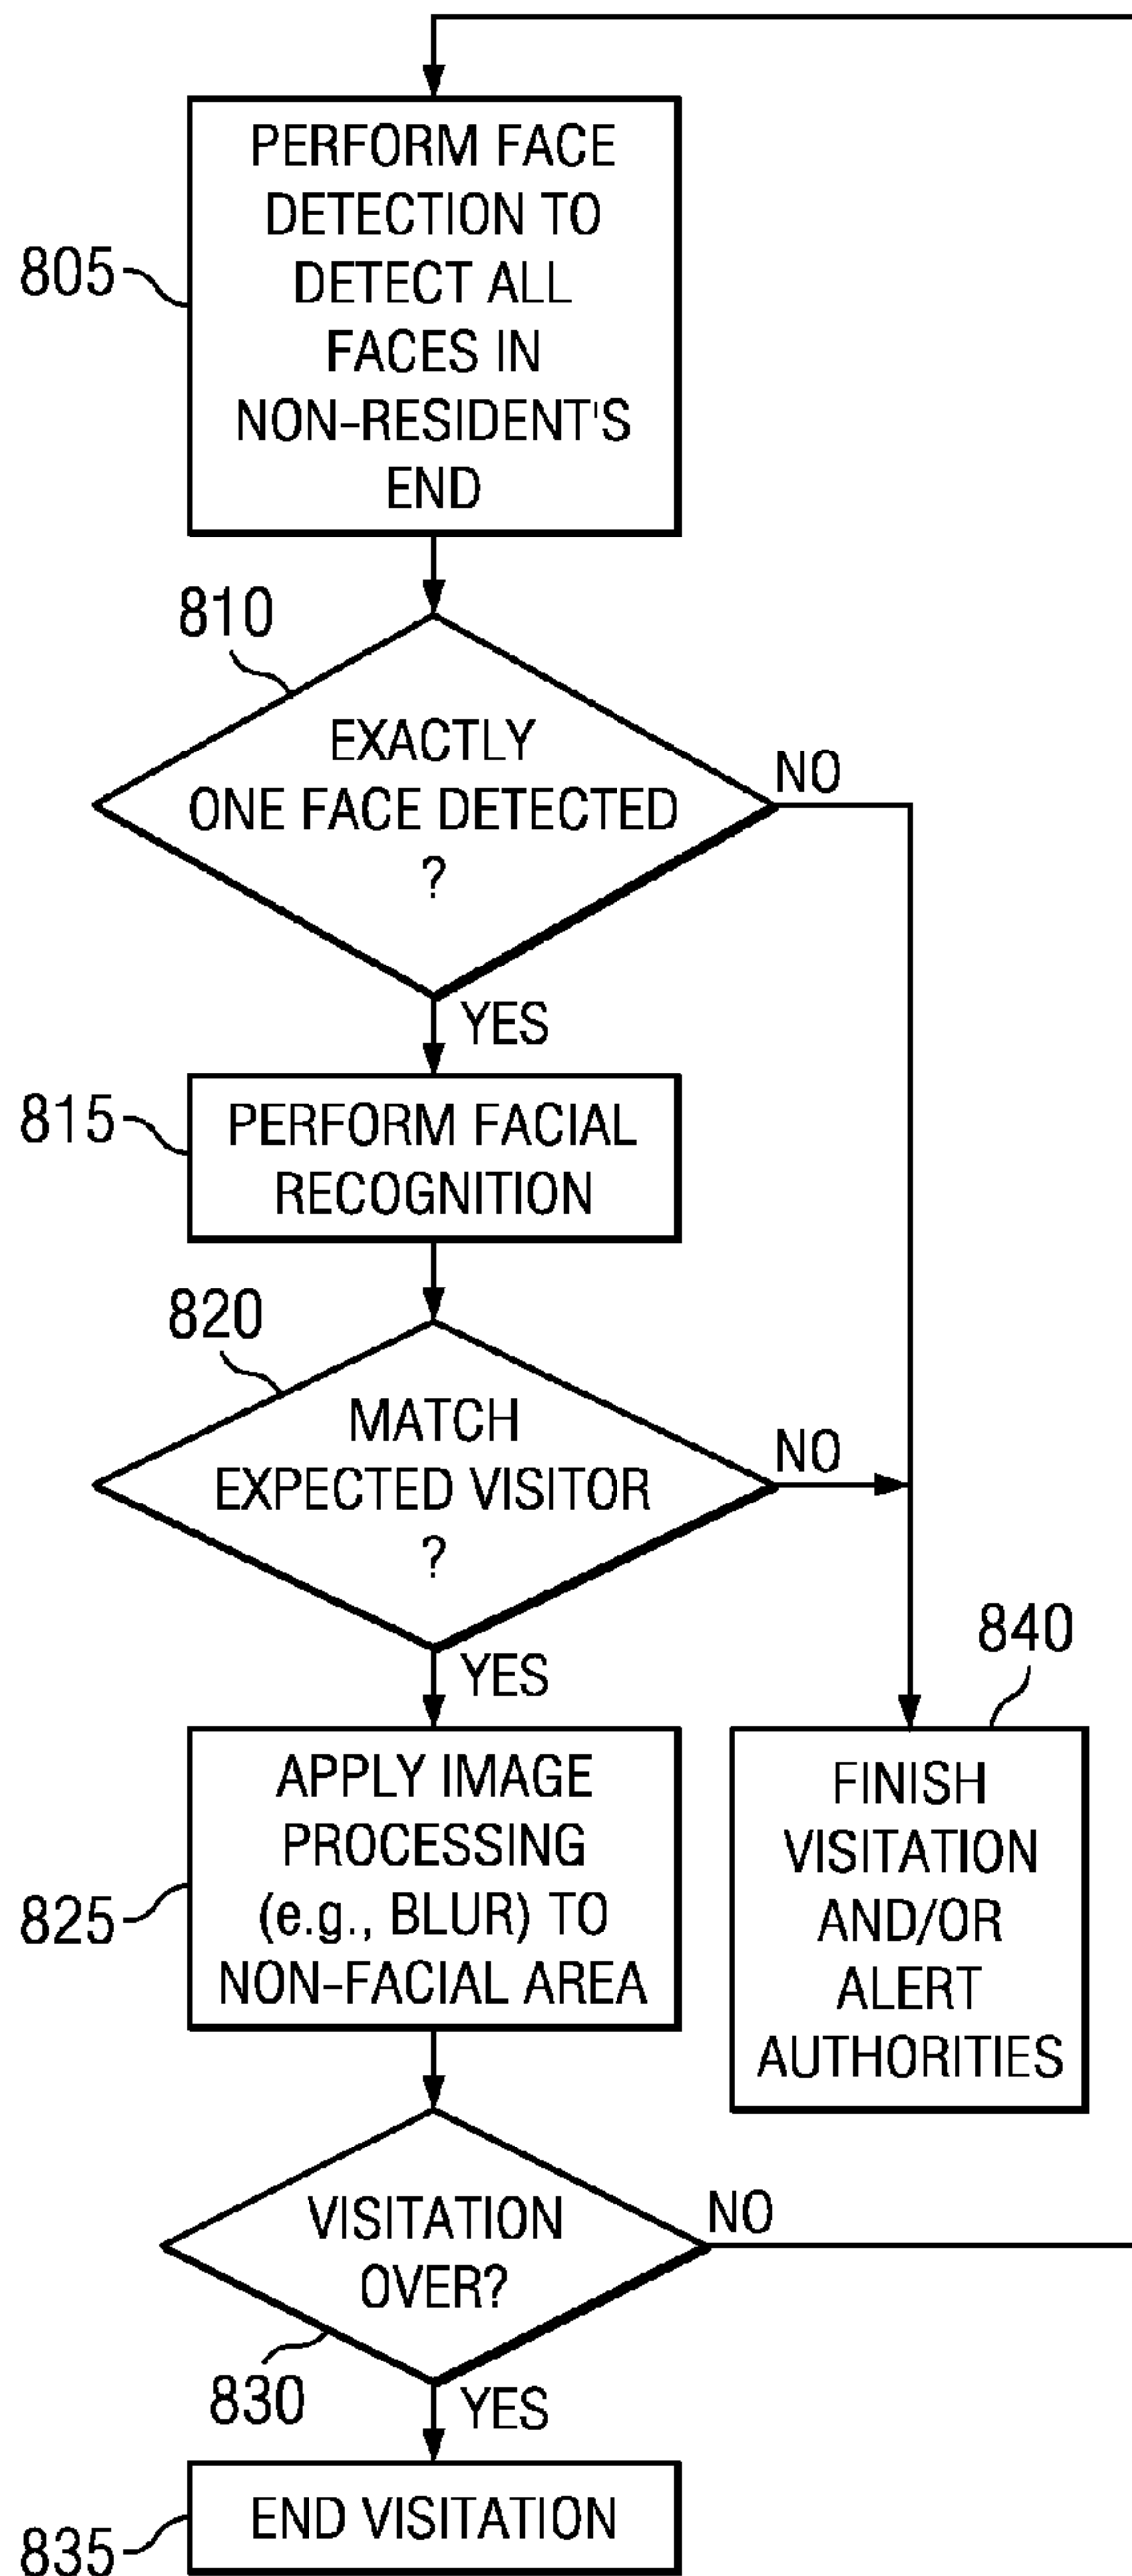 PERFORM FACE
DETECTION TO
DETECT ALL
FACES IN
NON-RESIDENT'S
END
805
810
EXACTLY
ONE FACE DETECTED
?
NO
YES
815
PERFORM FACIAL
RECOGNITION
820
MATCH
EXPECTED VISITOR
?
NO
YES
840
825
APPLY IMAGE
PROCESSING
(e.g., BLUR) TO
NON-FACIAL AREA
FINISH
VISITATION
AND/OR
ALERT
AUTHORITIES
VISITATION
OVER?
NO
830
YES
835
END VISITATION